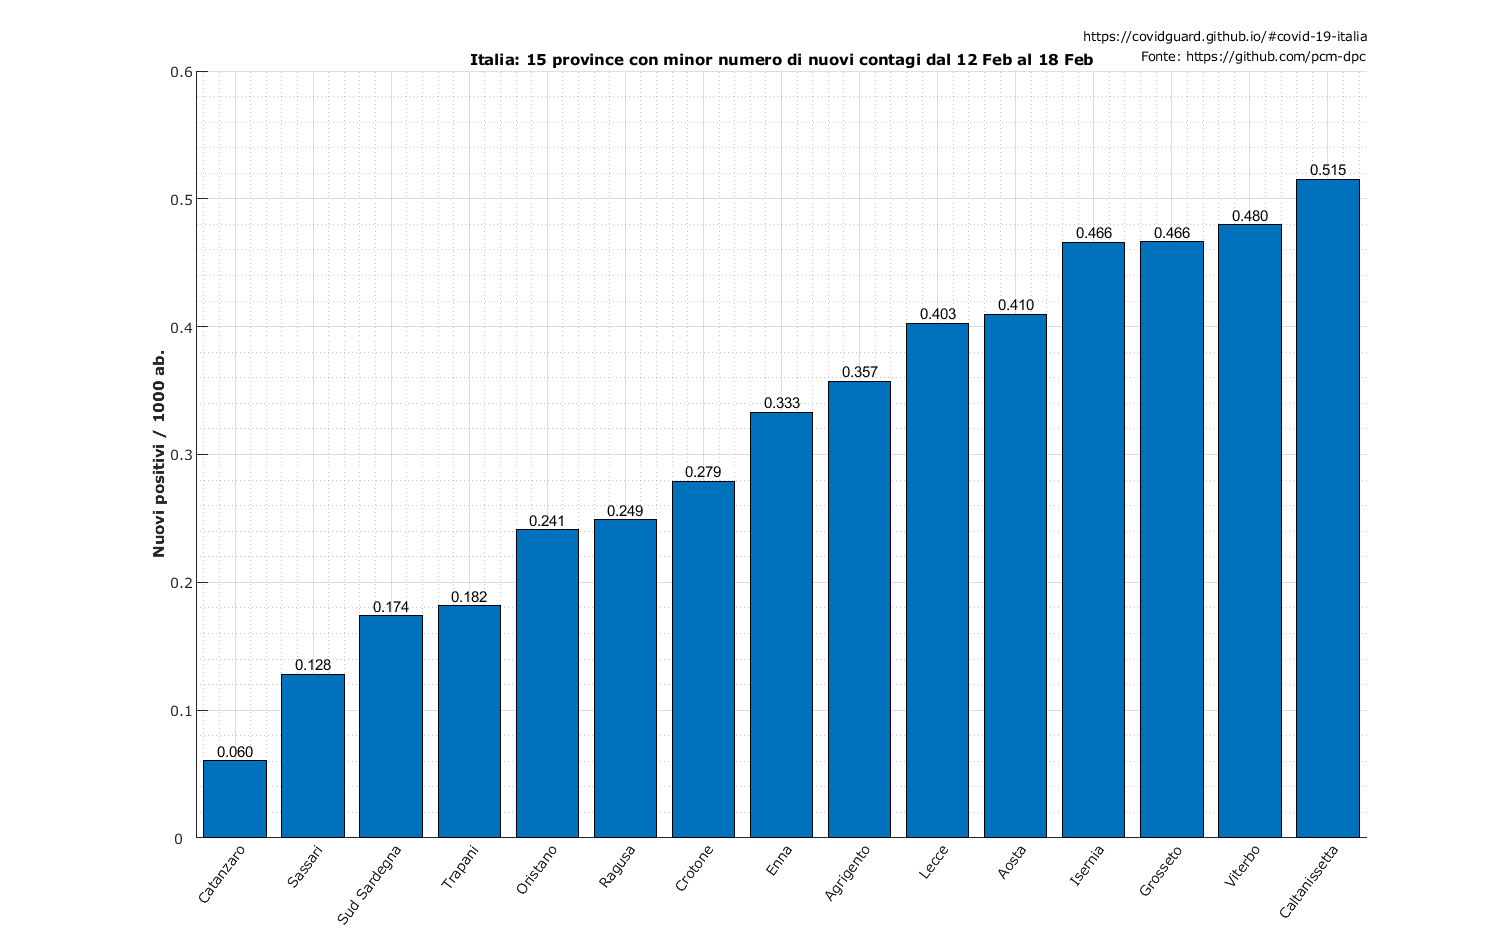 https://covidguard.github.io/#covid-19-italia
Italia: 15 province con minor numero di nuovi contagi dal 12 Feb al 18 Feb
Fonte: https://github.com/pcm-dpc
Nuovi positivi / 1000 ab.
0.6
0.5
0.4
0.3
0.2
0.1
0
0.060
0.128
0.174
0.182
0.241
0.249
0.279
0.333
0.357
0.403
0.410
0.466
0.466
0.480
0.515
Catanzaro
Sassari
Sud Sardegna
Trapani
Oristano
Ragusa
Crotone
Enna
Agrigento
Lecce
Aosta
Isernia
Grosseto
Viterbo
Caltanissetta